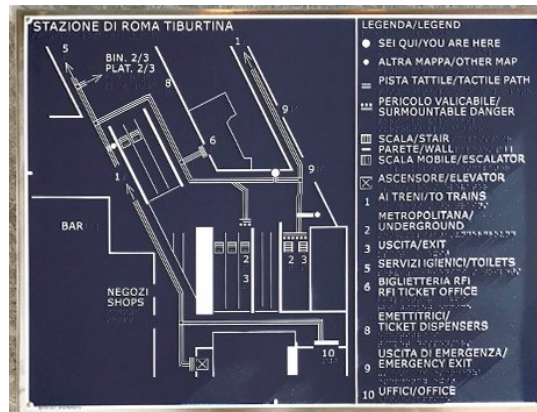 STAZIONE DI ROMA TIBURTINA
5
BIN. 2/3
PLAT. 2/3
8
1
9
6
9
1
BAR
2
3
2
3
NEGOZI
SHOPS
10
LEGENDA/LEGEND
SEI QUI/YOU ARE HERE
ALTRA MAPPA/OTHER MAP
PISTA TATTILE/TACTILE PATH
PERICOLO VALICABILE/
SURMOUNTABLE DANGER
SCALA/STAIR
PARETE/WALL
SCALA MOBILE/ESCALATOR
ASCENSORE/ELEVATOR
1 AI TRENI/TO TRAINS
2 METROPOLITANA/
UNDERGROUND
3 USCITA/EXIT
5 SERVIZI IGIENICI/TOILETS
6 BIGLIETTERIA RFI
RFI TICKET OFFICE
8 EMETTITRICI/
TICKET DISPENSERS
9 USCITA DI EMERGENZA/
EMERGENCY EXIT
10 UFFICI/OFFICE